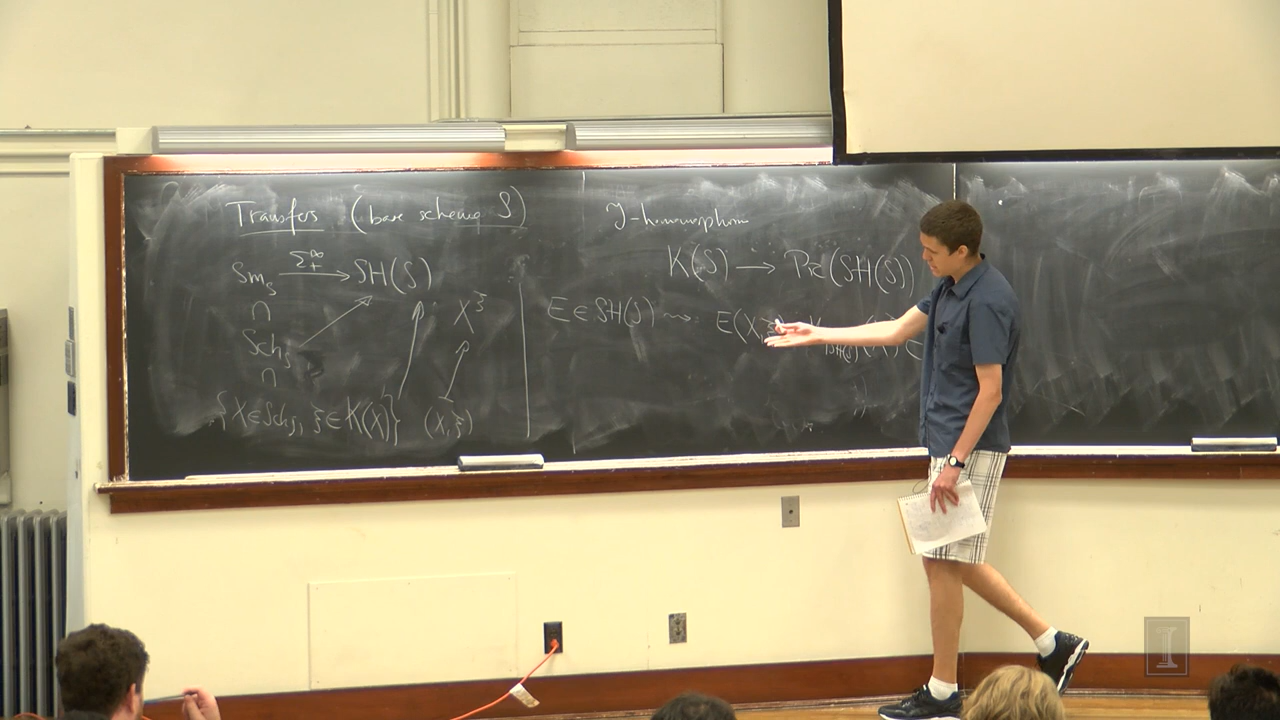 Transfers (base scheme S)
Sm_S —Σ^∞_+→ SH(S)
∩
Sch_S
∩
{X∈Sch_S, ξ∈K(X)}
X^ξ
(X,ξ)
J-homomorphism
K(S) → Pic(SH(S))
E∈SH(S) ⇝ E(X,ξ)
I